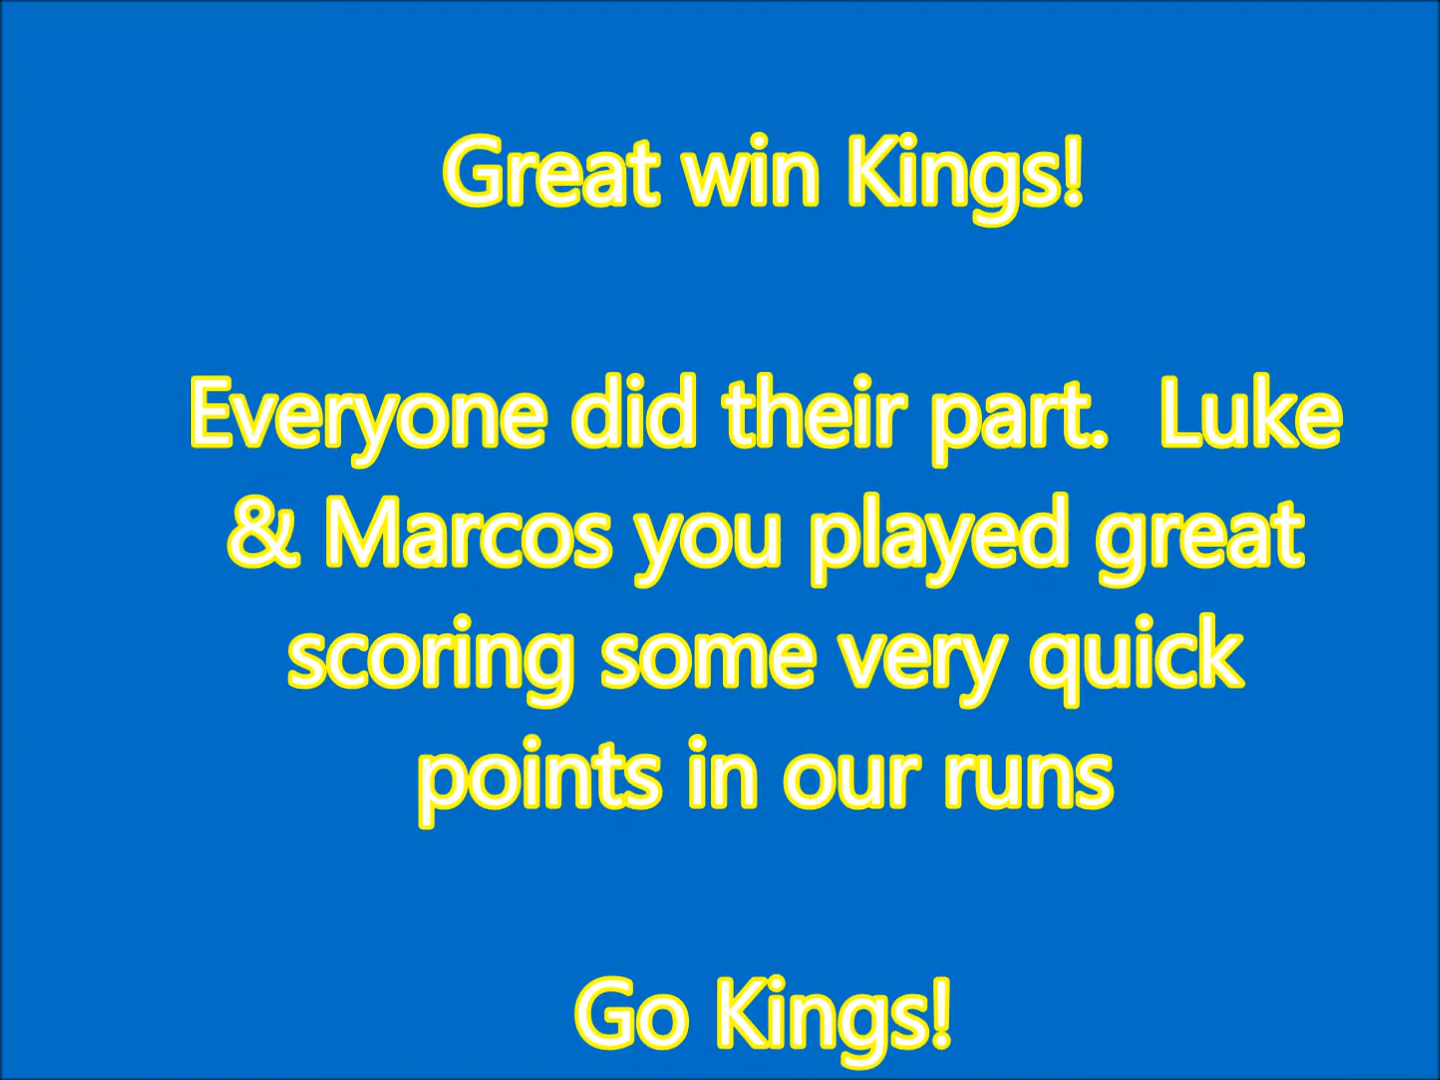 Great win Kings!
Everyone did their part.  Luke
& Marcos you played great
scoring some very quick
points in our runs
Go Kings!